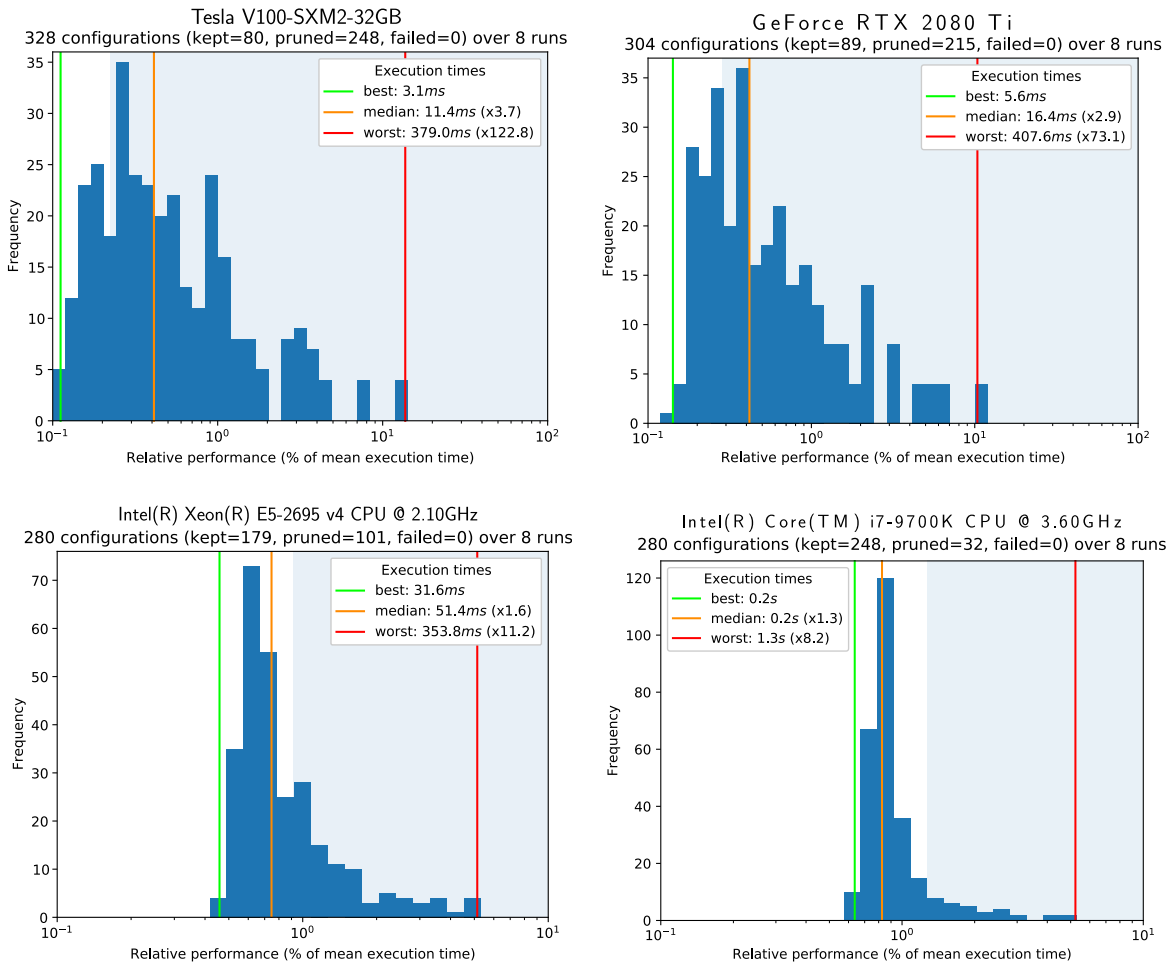 Tesla V100-SXM2-32GB
328 configurations (kept=80, pruned=248, failed=0) over 8 runs
Execution times
best: 3.1ms
median: 11.4ms (x3.7)
worst: 379.0ms (x122.8)
35
30
25
20
15
10
5
0
Frequency
10⁻¹
10⁰
10¹
10²
Relative performance (% of mean execution time)
GeForce RTX 2080 Ti
304 configurations (kept=89, pruned=215, failed=0) over 8 runs
Execution times
best: 5.6ms
median: 16.4ms (x2.9)
worst: 407.6ms (x73.1)
35
30
25
20
15
10
5
0
Frequency
10⁻¹
10⁰
10¹
10²
Relative performance (% of mean execution time)
Intel(R) Xeon(R) E5-2695 v4 CPU @ 2.10GHz
280 configurations (kept=179, pruned=101, failed=0) over 8 runs
Execution times
best: 31.6ms
median: 51.4ms (x1.6)
worst: 353.8ms (x11.2)
70
60
50
40
30
20
10
0
Frequency
10⁻¹
10⁰
10¹
Relative performance (% of mean execution time)
Intel(R) Core(TM) i7-9700K CPU @ 3.60GHz
280 configurations (kept=248, pruned=32, failed=0) over 8 runs
Execution times
best: 0.2s
median: 0.2s (x1.3)
worst: 1.3s (x8.2)
120
100
80
60
40
20
0
Frequency
10⁻¹
10⁰
10¹
Relative performance (% of mean execution time)